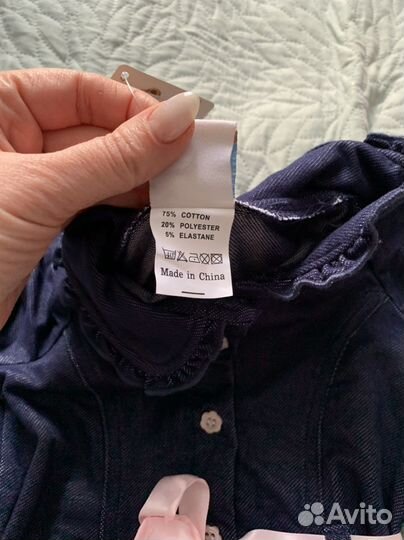 75% COTTON
20% POLYESTER
5% ELASTANE
Made in China
Avito